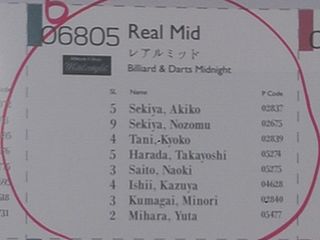 06805 Real Mid
レアルミッド
Billiard & Darts Midnight
SL Name P Code
5 Sekiya, Akiko 02837
9 Sekiya, Nozomu 02675
4 Tani, Kyoko 02839
5 Harada, Takayoshi 05274
3 Saito, Naoki 05275
4 Ishii, Kazuya 04628
3 Kumagai, Minori 02840
2 Mihara, Yuta 05477